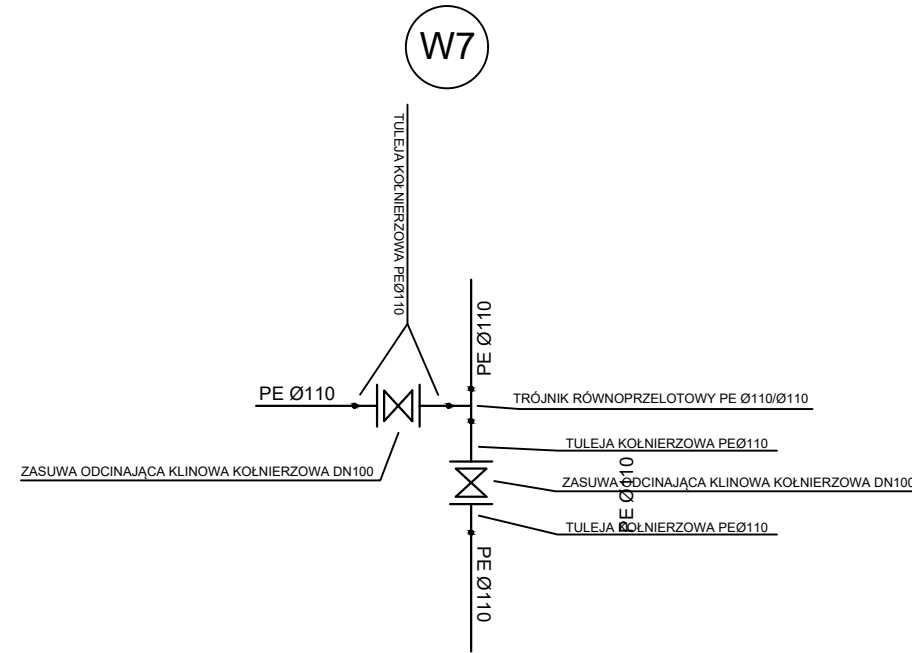 W7
TULEJA KOŁNIERZOWA PEØ110
PE Ø110
PE Ø110
TRÓJNIK RÓWNOPRZELOTOWY PE Ø110/Ø110
TULEJA KOŁNIERZOWA PEØ110
ZASUWA ODCINAJĄCA KLINOWA KOŁNIERZOWA DN100
ZASUWA ODCINAJĄCA KLINOWA KOŁNIERZOWA DN100
PE Ø110
TULEJA KOŁNIERZOWA PEØ110
PE Ø110